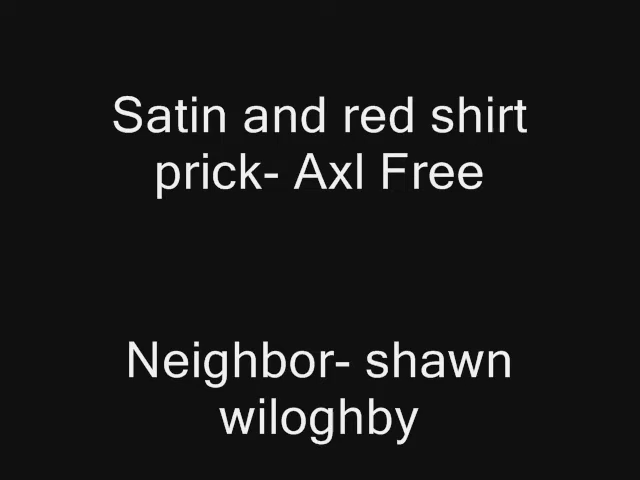 Satin and red shirt
prick- Axl Free
Neighbor- shawn
wiloghby